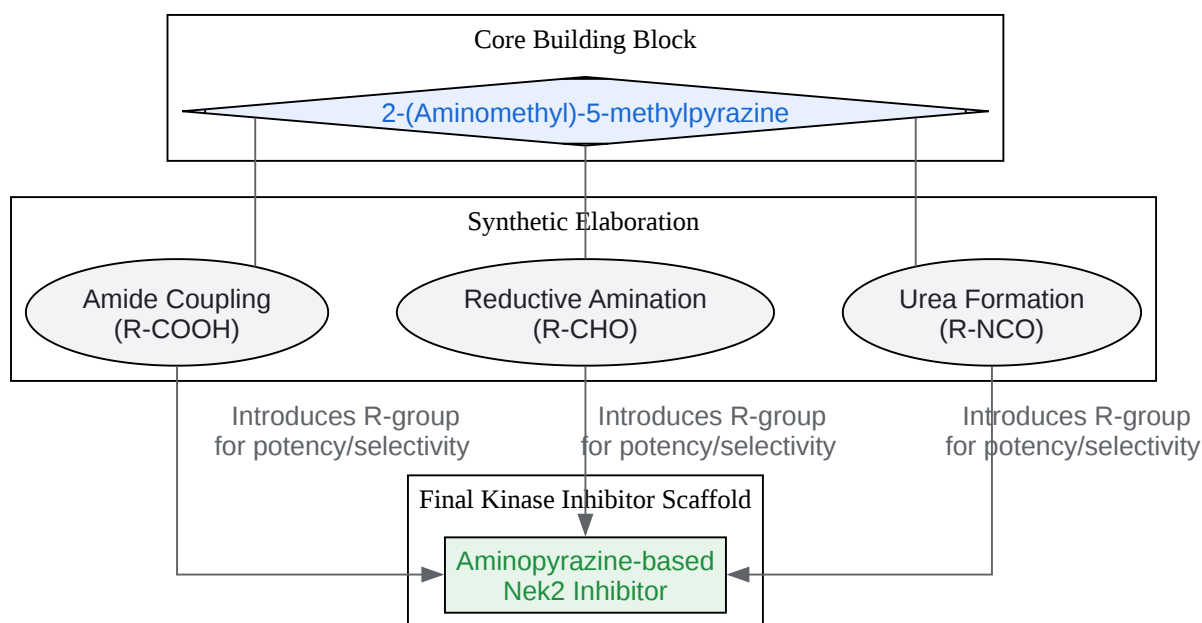 Core Building Block
2-(Aminomethyl)-5-methylpyrazine
Synthetic Elaboration
Amide Coupling
(R-COOH)
Reductive Amination
(R-CHO)
Urea Formation
(R-NCO)
Introduces R-group
for potency/selectivity
Introduces R-group
for potency/selectivity
Introduces R-group
for potency/selectivity
Final Kinase Inhibitor Scaffold
Aminopyrazine-based
Nek2 Inhibitor